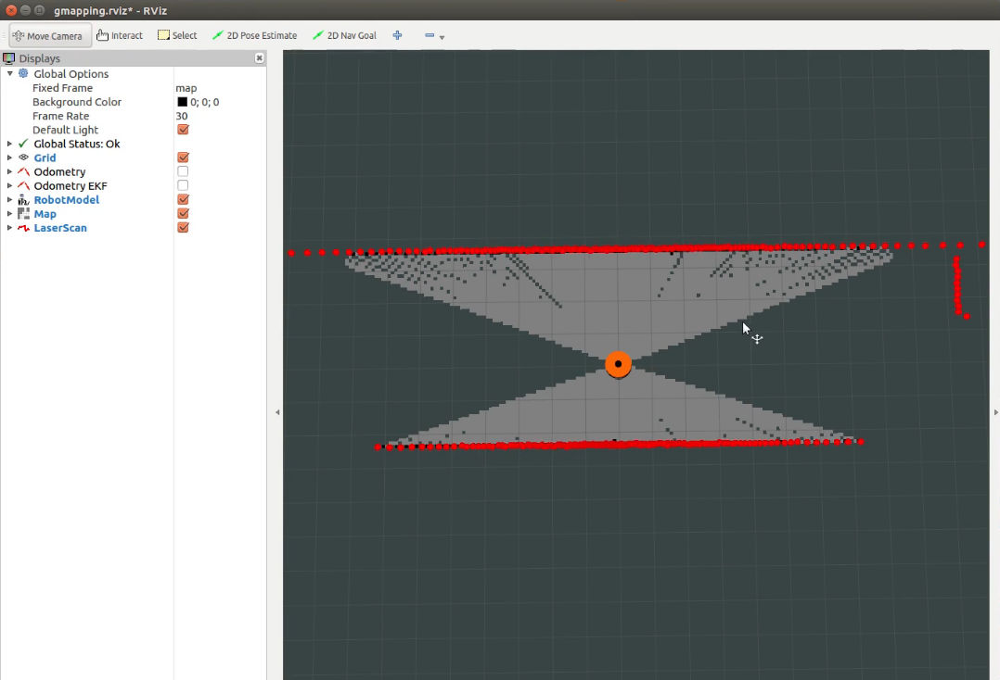 gmapping.rviz* - RViz
Move Camera Interact Select 2D Pose Estimate 2D Nav Goal
Displays
Global Options
Fixed Frame map
Background Color 0; 0; 0
Frame Rate 30
Default Light
Global Status: Ok
Grid
Odometry
Odometry EKF
RobotModel
Map
LaserScan